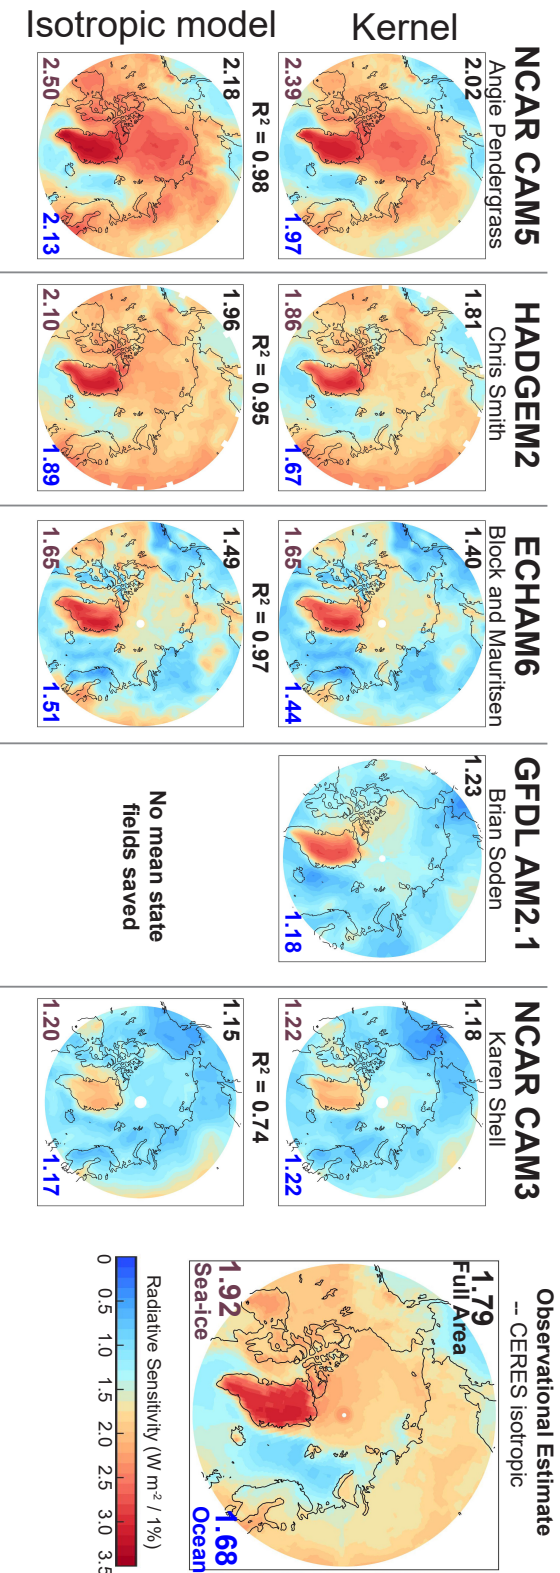 Isotropic model
Kernel
NCAR CAM5
Angie Pendergrass
2.02
2.39
1.97
R² = 0.98
2.18
2.50
2.13
HADGEM2
Chris Smith
1.81
1.86
1.67
R² = 0.95
1.96
2.10
1.89
ECHAM6
Block and Mauritsen
1.40
1.65
1.44
R² = 0.97
1.49
1.65
1.51
GFDL AM2.1
Brian Soden
1.23
1.18
No mean state
fields saved
NCAR CAM3
Karen Shell
1.18
1.22
1.22
R² = 0.74
1.15
1.20
1.17
Observational Estimate
-- CERES isotropic
1.79
Full Area
1.92
Sea-ice
1.68
Ocean
Radiative Sensitivity (W m⁻² / 1%)
0 0.5 1.0 1.5 2.0 2.5 3.0 3.5